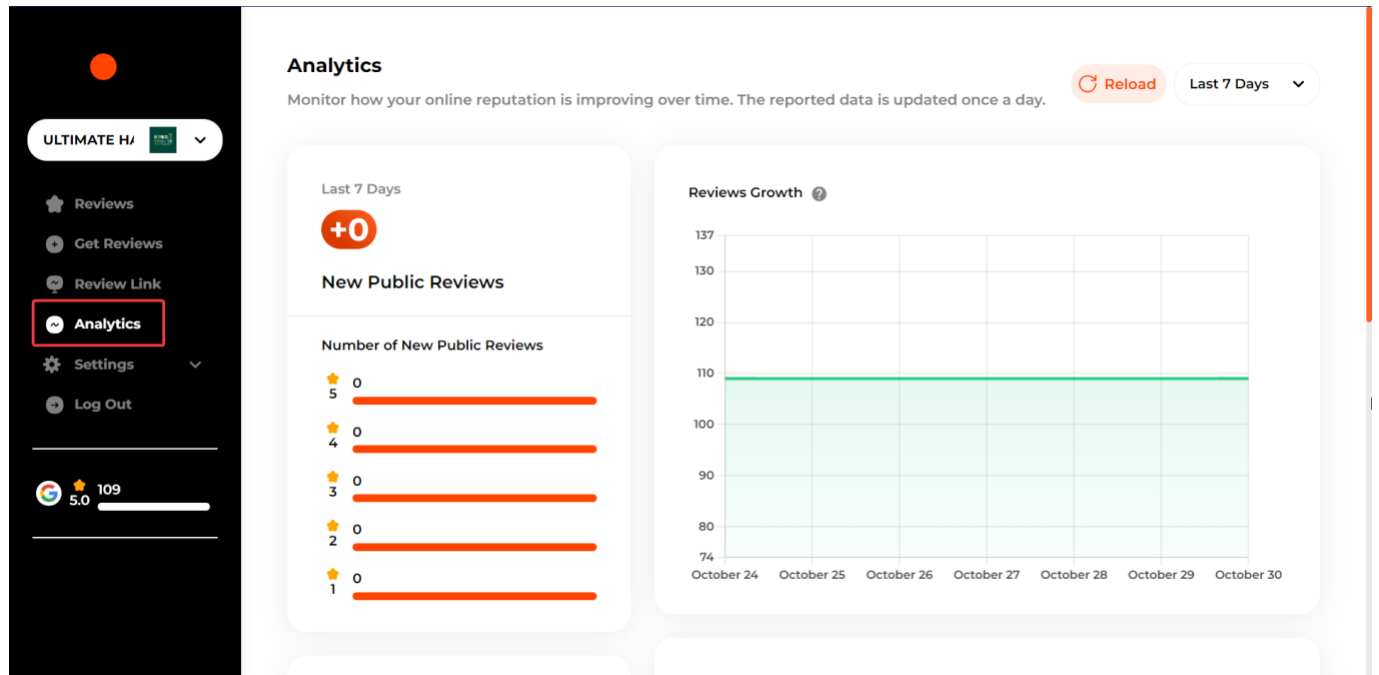 ULTIMATE HA
Reviews
Get Reviews
Review Link
Analytics
Settings
Log Out
5.0
109
Analytics
Monitor how your online reputation is improving over time. The reported data is updated once a day.
Reload
Last 7 Days
Last 7 Days
+0
New Public Reviews
Number of New Public Reviews
5
0
4
0
3
0
2
0
1
0
Reviews Growth
?
137
130
120
110
100
90
80
74
October 24 October 25 October 26 October 27 October 28 October 29 October 30